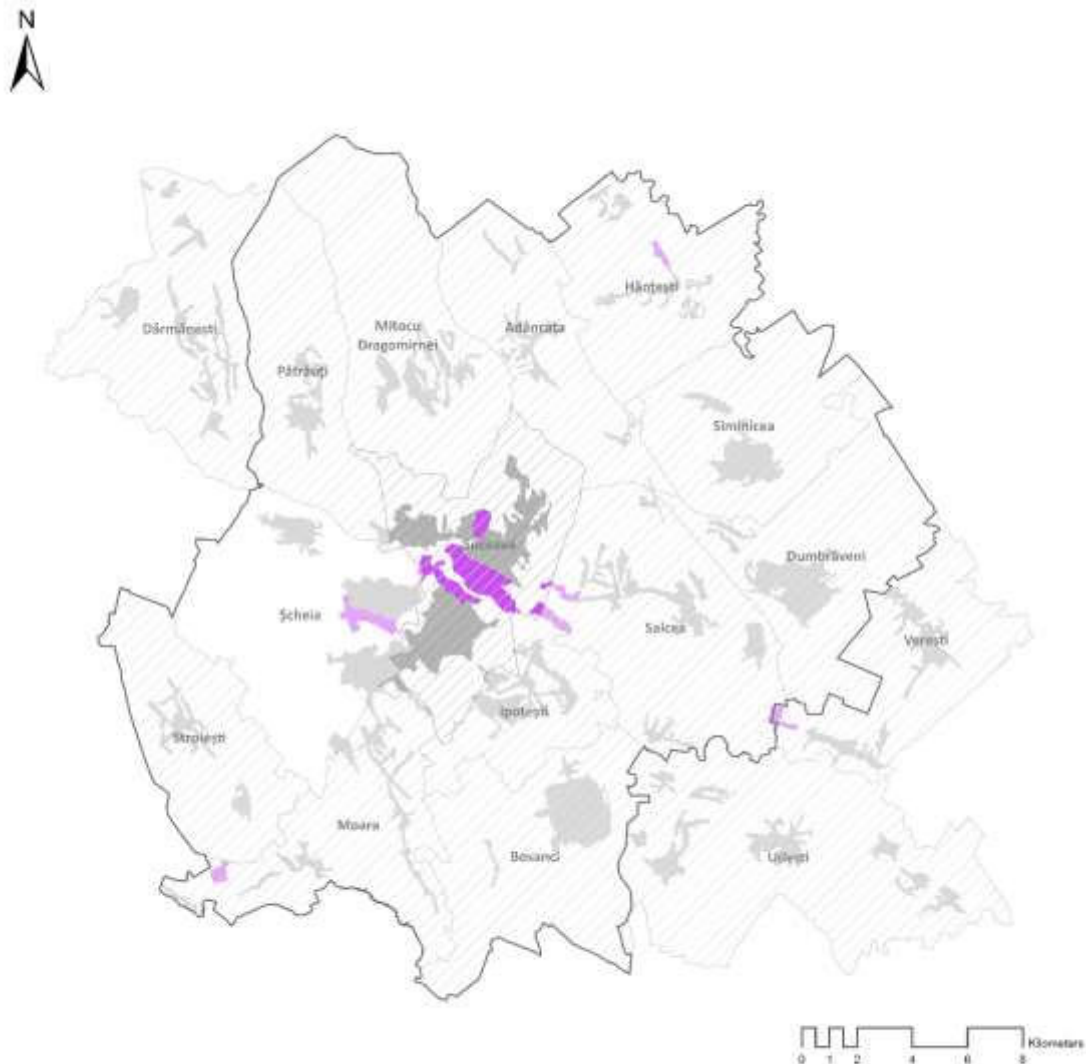 N
Hănțești
Dărmănești
Mitocu
Dragomirnei
Adâncata
Pătrăuți
Siminicea
Suceava
Dumbrăveni
Șcheia
Salcea
Verești
Ipotești
Stroiești
Moara
Bosanci
Udești
Kilometers
0 1 2 4 6 8